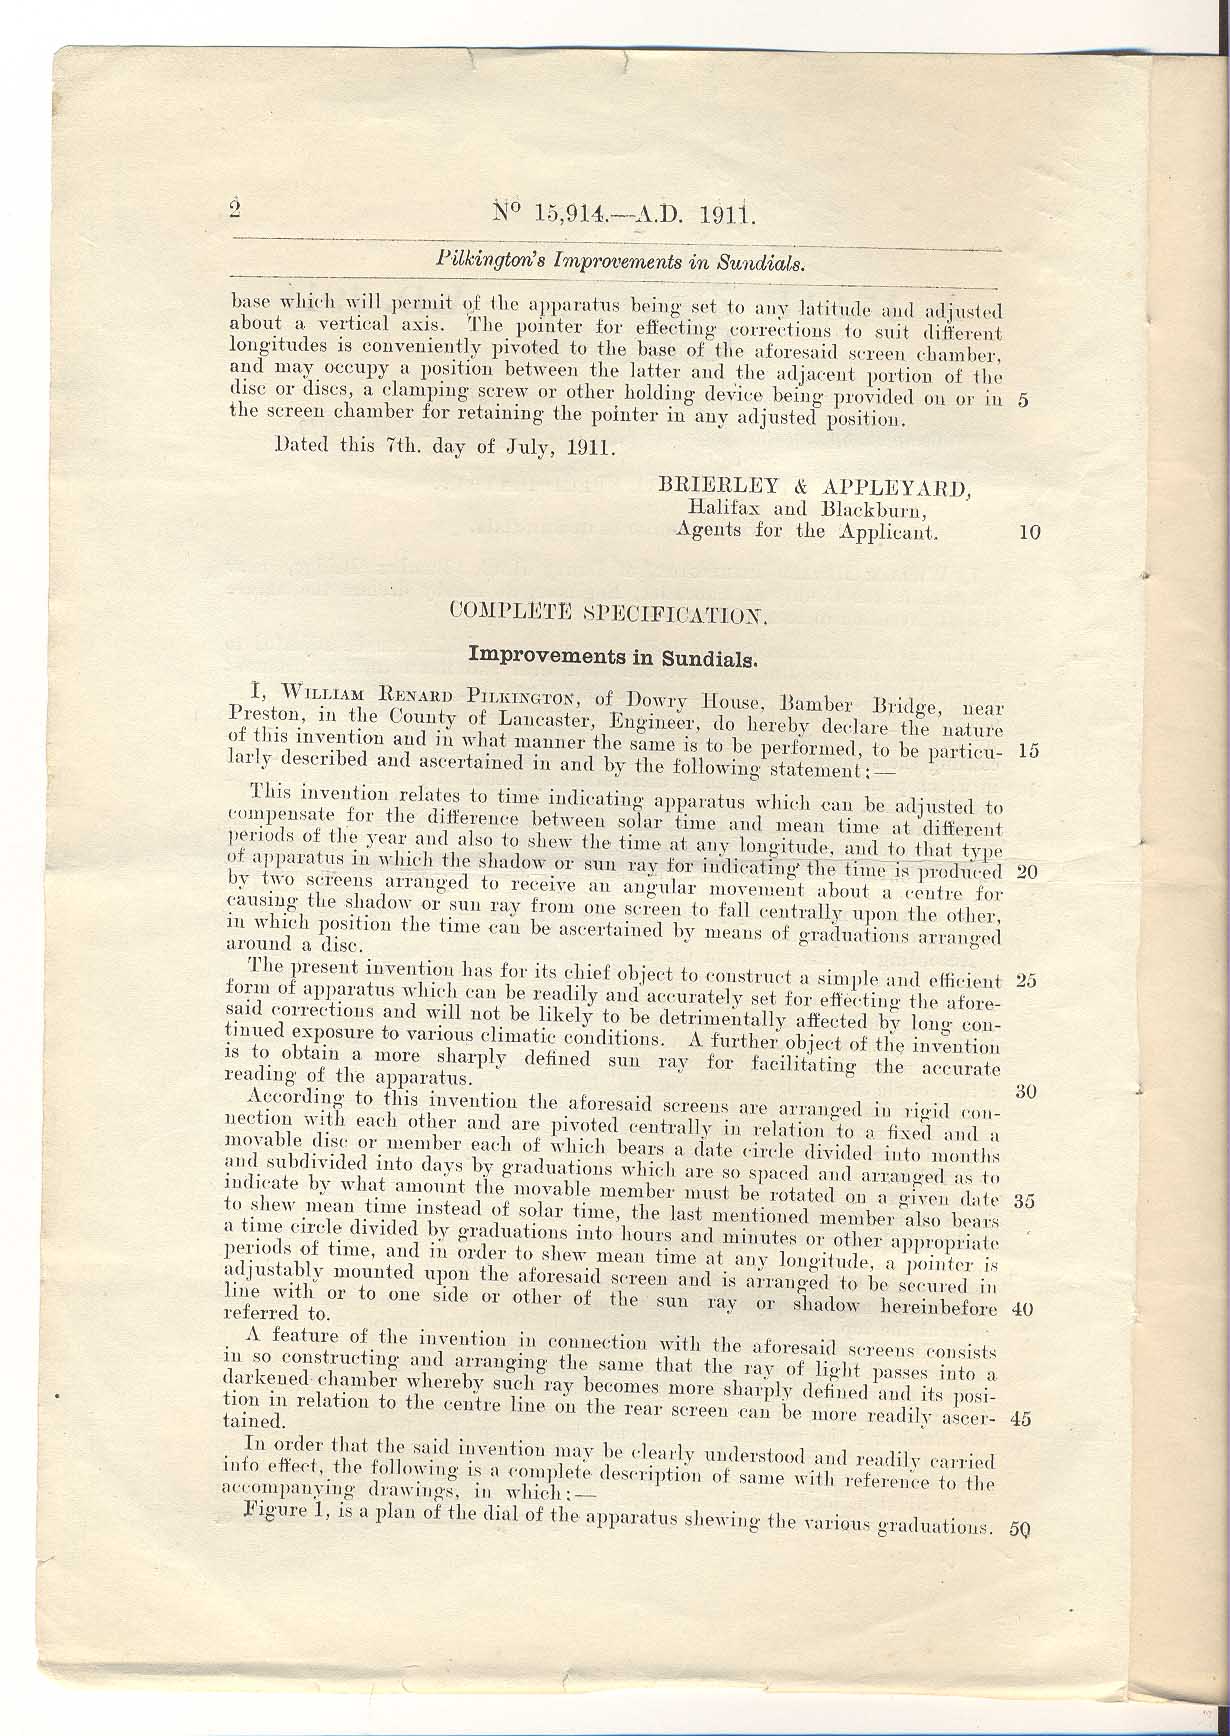 2
Nº 15,914.—A.D. 1911.
Pilkington's Improvements in Sundials.
base which will permit of the apparatus being set to any latitude and adjusted
about a vertical axis. The pointer for effecting corrections to suit different
longitudes is conveniently pivoted to the base of the aforesaid screen chamber,
and may occupy a position between the latter and the adjacent portion of the
disc or discs, a clamping screw or other holding device being provided on or in 5
the screen chamber for retaining the pointer in any adjusted position.
Dated this 7th. day of July, 1911.
BRIERLEY & APPLEYARD,
Halifax and Blackburn,
Agents for the Applicant. 10
COMPLETE SPECIFICATION.
Improvements in Sundials.
I, WILLIAM RENARD PILKINGTON, of Dowry House, Bamber Bridge, near
Preston, in the County of Lancaster, Engineer, do hereby declare the nature
of this invention and in what manner the same is to be performed, to be particu- 15
larly described and ascertained in and by the following statement:—
This invention relates to time indicating apparatus which can be adjusted to
compensate for the difference between solar time and mean time at different
periods of the year and also to shew the time at any longitude, and to that type
of apparatus in which the shadow or sun ray for indicating the time is produced 20
by two screens arranged to receive an angular movement about a centre for
causing the shadow or sun ray from one screen to fall centrally upon the other,
in which position the time can be ascertained by means of graduations arranged
around a disc.
The present invention has for its chief object to construct a simple and efficient 25
form of apparatus which can be readily and accurately set for effecting the afore-
said corrections and will not be likely to be detrimentally affected by long con-
tinued exposure to various climatic conditions. A further object of the invention
is to obtain a more sharply defined sun ray for facilitating the accurate
reading of the apparatus. 30
According to this invention the aforesaid screens are arranged in rigid con-
nection with each other and are pivoted centrally in relation to a fixed and a
movable disc or member each of which bears a date circle divided into months
and subdivided into days by graduations which are so spaced and arranged as to
indicate by what amount the movable member must be rotated on a given date 35
to shew mean time instead of solar time, the last mentioned member also bears
a time circle divided by graduations into hours and minutes or other appropriate
periods of time, and in order to shew mean time at any longitude, a pointer is
adjustably mounted upon the aforesaid screen and is arranged to be secured in
line with or to one side or other of the sun ray or shadow hereinbefore 40
referred to.
A feature of the invention in connection with the aforesaid screens consists
in so constructing and arranging the same that the ray of light passes into a
darkened chamber whereby such ray becomes more sharply defined and its posi-
tion in relation to the centre line on the rear screen can be more readily ascer- 45
tained.
In order that the said invention may be clearly understood and readily carried
into effect, the following is a complete description of same with reference to the
accompanying drawings, in which:—
Figure 1, is a plan of the dial of the apparatus shewing the various graduations. 50